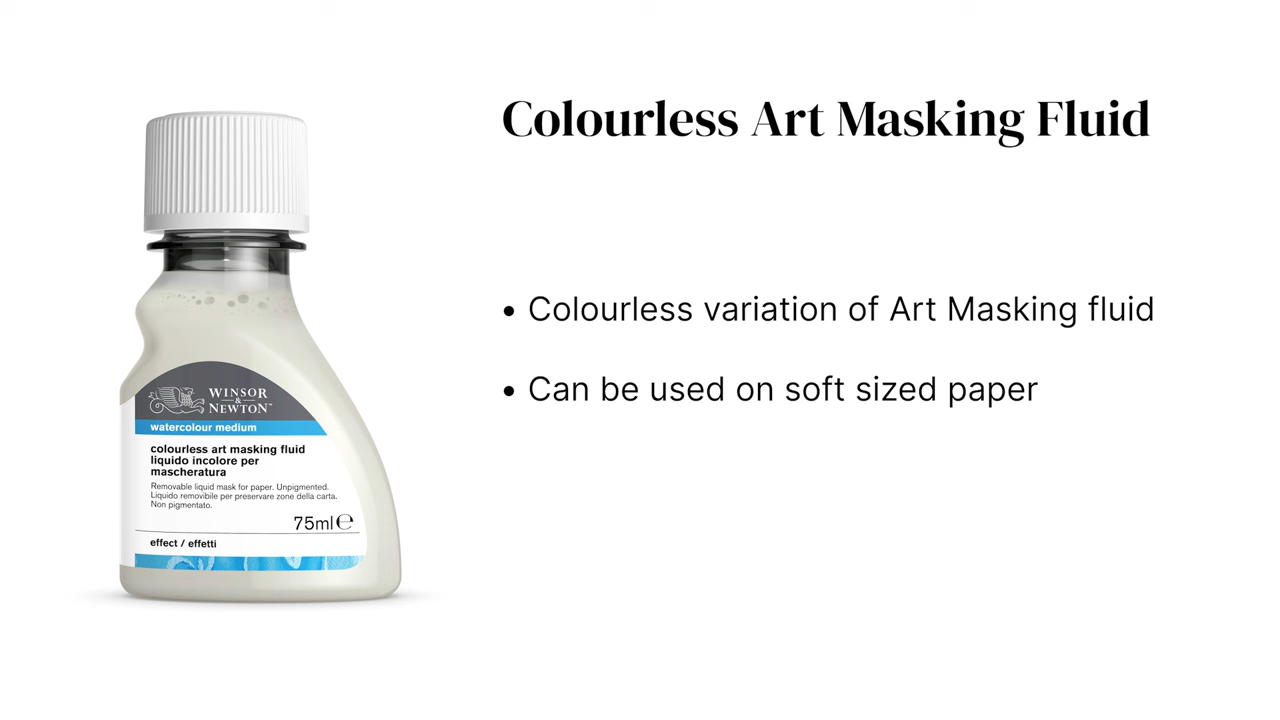 Colourless Art Masking Fluid
• Colourless variation of Art Masking fluid
• Can be used on soft sized paper
WINSOR
&
NEWTON™
watercolour medium
colourless art masking fluid
liquido incolore per
mascheratura
Removable liquid mask for paper. Unpigmented.
Liquido removibile per preservare zone della carta.
Non pigmentato.
75ml℮
effect / effetti